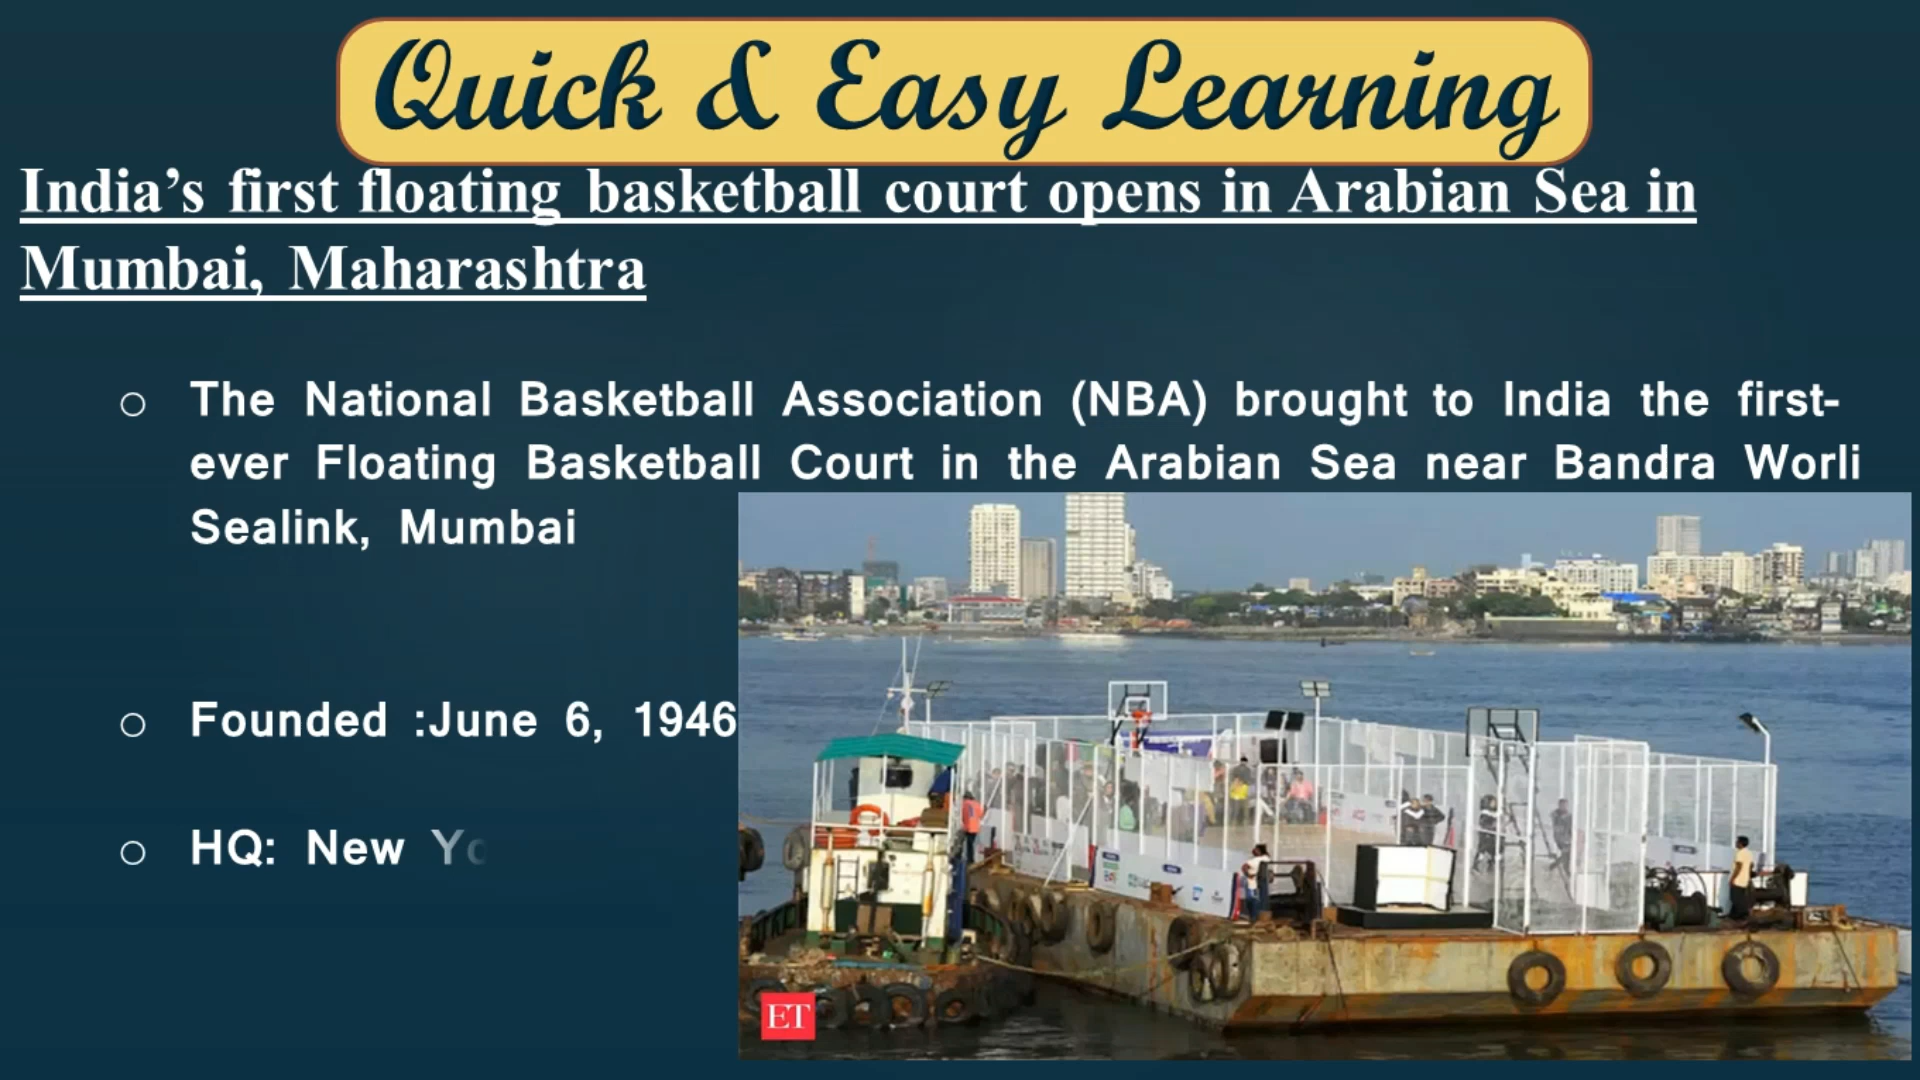 Quick & Easy Learning
India’s first floating basketball court opens in Arabian Sea in
Mumbai, Maharashtra
○ The National Basketball Association (NBA) brought to India the first-
ever Floating Basketball Court in the Arabian Sea near Bandra Worli
Sealink, Mumbai
○ Founded :June 6, 1946
○ HQ: New Yo
ET